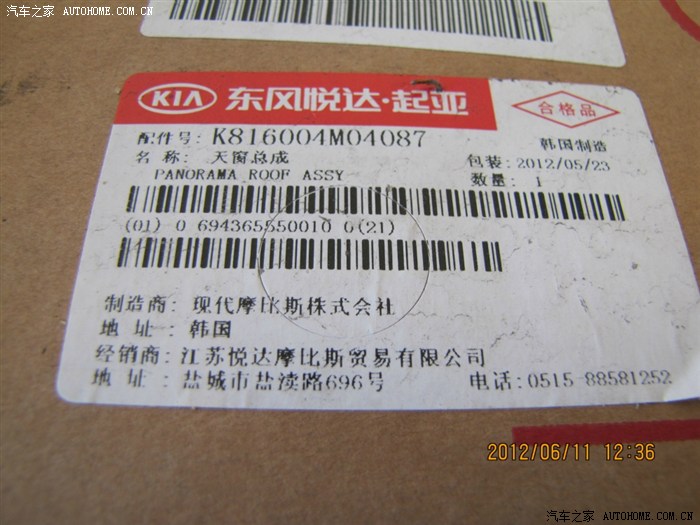 汽车之家 AUTOHOME.COM.CN
KIA 东风悦达·起亚
合格品
配件号: K816004M04087
韩国制造
名 称: 天窗总成
包装: 2012/05/23
PANORAMA ROOF ASSY
数量: 1
(01) 0 694365550010 0(21)
制造商: 现代摩比斯株式会社
地 址: 韩国
经销商: 江苏悦达摩比斯贸易有限公司
地 址: 盐城市盐渎路696号
电话: 0515-88581252
2012/06/11 12:36
汽车之家 AUTOHOME.COM.CN